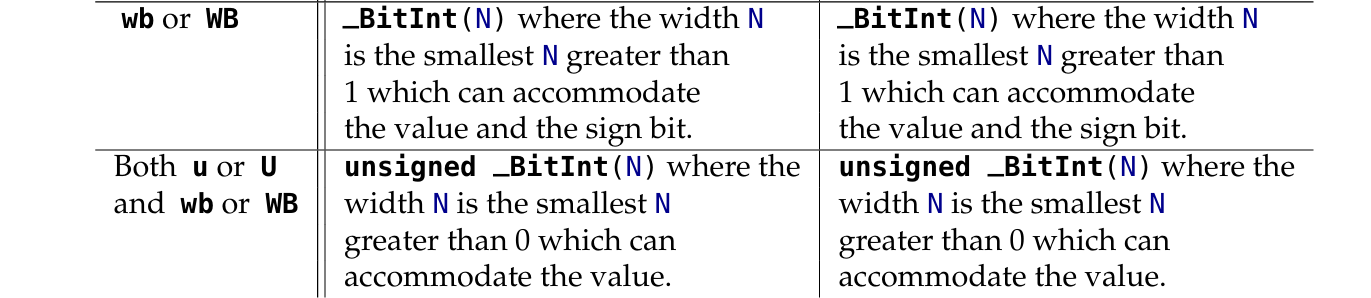 wb or WB
_BitInt(N) where the width N
is the smallest N greater than
1 which can accommodate
the value and the sign bit.
_BitInt(N) where the width N
is the smallest N greater than
1 which can accommodate
the value and the sign bit.
Both u or U
and wb or WB
unsigned _BitInt(N) where the
width N is the smallest N
greater than 0 which can
accommodate the value.
unsigned _BitInt(N) where the
width N is the smallest N
greater than 0 which can
accommodate the value.